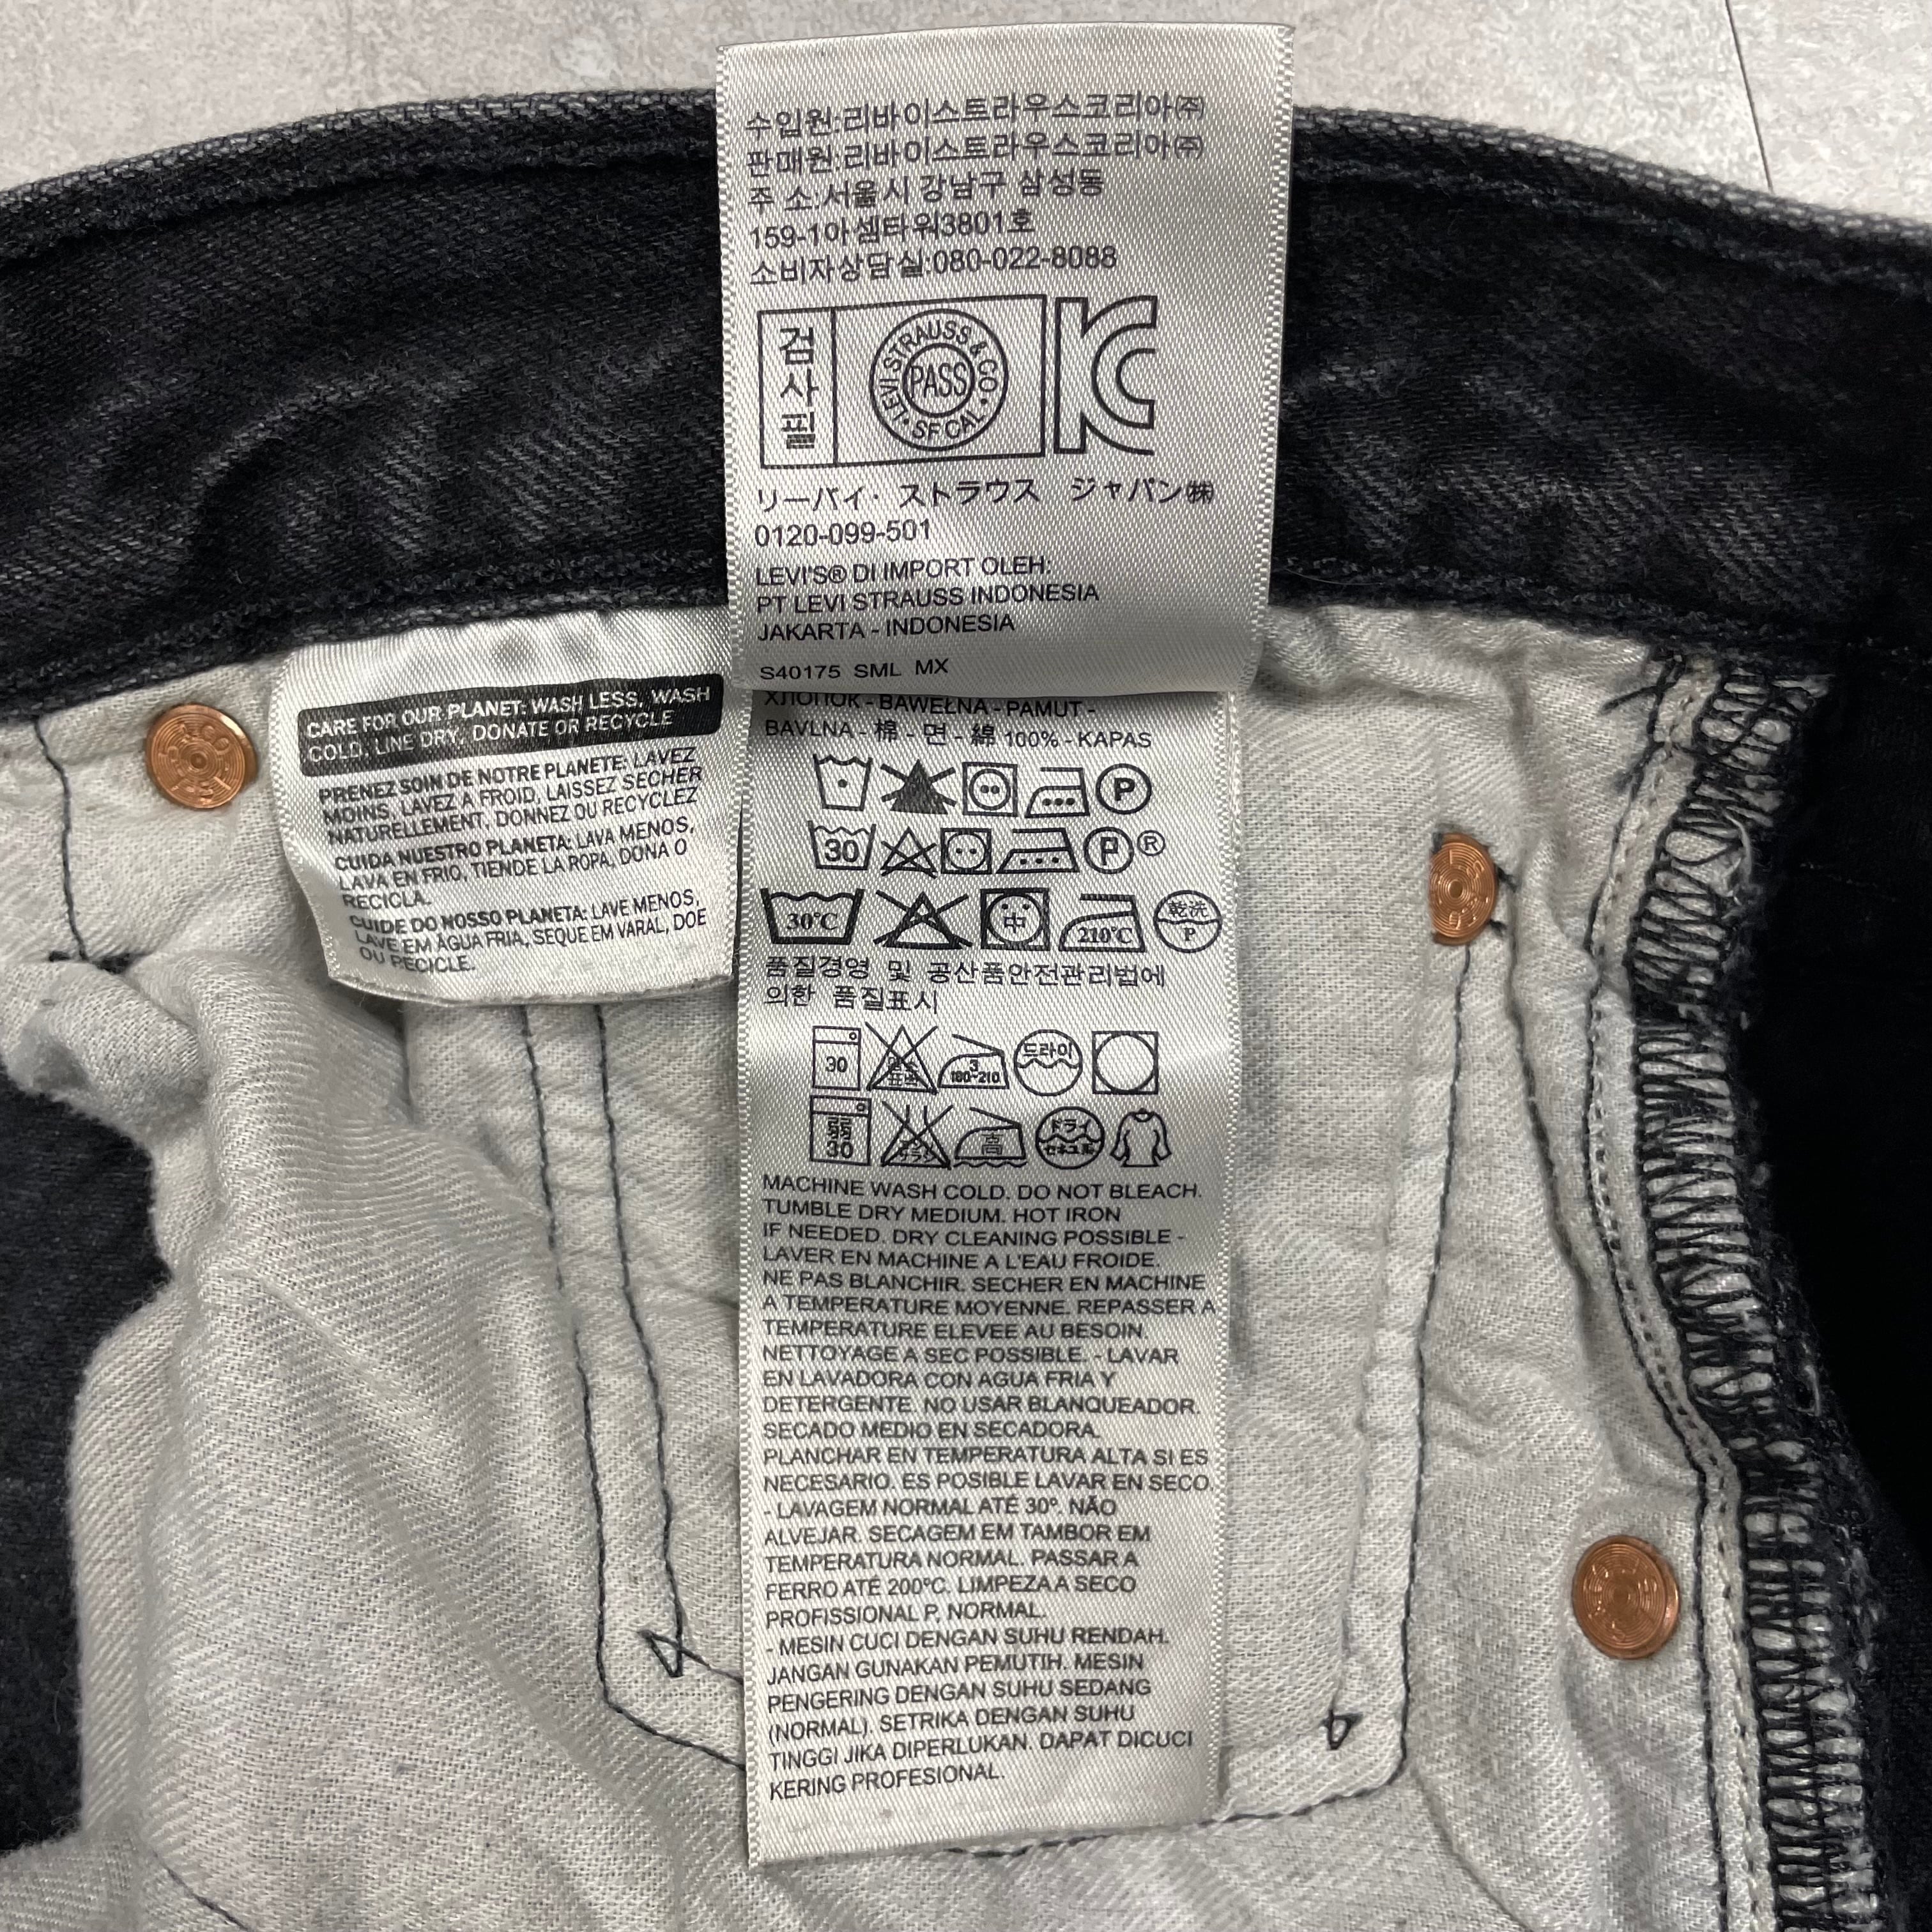 수입원:리바이스트라우스코리아㈜
판매원:리바이스트라우스코리아㈜
주 소:서울시 강남구 삼성동
159-1아셈타워3801호
소비자상담실:080-022-8088
검
사
필
LEVI STRAUSS & CO
SF CAL
PASS
リーバイ・ストラウス ジャパン㈱
0120-099-501
LEVI'S® DI IMPORT OLEH:
PT LEVI STRAUSS INDONESIA
JAKARTA - INDONESIA
S40175 SML MX
CARE FOR OUR PLANET: WASH LESS, WASH
COLD, LINE DRY, DONATE OR RECYCLE
PRENEZ SOIN DE NOTRE PLANETE: LAVEZ
MOINS, LAVEZ A FROID, LAISSEZ SECHER
NATURELLEMENT, DONNEZ OU RECYCLEZ
CUIDA NUESTRO PLANETA: LAVA MENOS,
LAVA EN FRIO, TIENDE LA ROPA, DONA O
RECICLA.
CUIDE DO NOSSO PLANETA: LAVE MENOS,
LAVE EM ÁGUA FRIA, SEQUE EM VARAL, DOE
OU RECICLE.
ХЛОПОК - BAWEŁNA - PAMUT -
BAVLNA - 棉 - 면 - 綿 100% - KAPAS
P
30 P ®
30℃ 中 210℃ 乾洗 P
품질경영 및 공산품안전관리법에
의한 품질표시
30 3 180~210 드라이
30 高 ドライ
MACHINE WASH COLD. DO NOT BLEACH.
TUMBLE DRY MEDIUM. HOT IRON
IF NEEDED. DRY CLEANING POSSIBLE -
LAVER EN MACHINE A L'EAU FROIDE.
NE PAS BLANCHIR. SECHER EN MACHINE
A TEMPERATURE MOYENNE. REPASSER A
TEMPERATURE ELEVEE AU BESOIN.
NETTOYAGE A SEC POSSIBLE. - LAVAR
EN LAVADORA CON AGUA FRIA Y
DETERGENTE. NO USAR BLANQUEADOR.
SECADO MEDIO EN SECADORA.
PLANCHAR EN TEMPERATURA ALTA SI ES
NECESARIO. ES POSIBLE LAVAR EN SECO.
- LAVAGEM NORMAL ATÉ 30º. NÃO
ALVEJAR. SECAGEM EM TAMBOR EM
TEMPERATURA NORMAL. PASSAR A
FERRO ATÉ 200°C. LIMPEZA A SECO
PROFISSIONAL P, NORMAL.
- MESIN CUCI DENGAN SUHU RENDAH.
JANGAN GUNAKAN PEMUTIH. MESIN
PENGERING DENGAN SUHU SEDANG
(NORMAL). SETRIKA DENGAN SUHU
TINGGI JIKA DIPERLUKAN. DAPAT DICUCI
KERING PROFESIONAL.